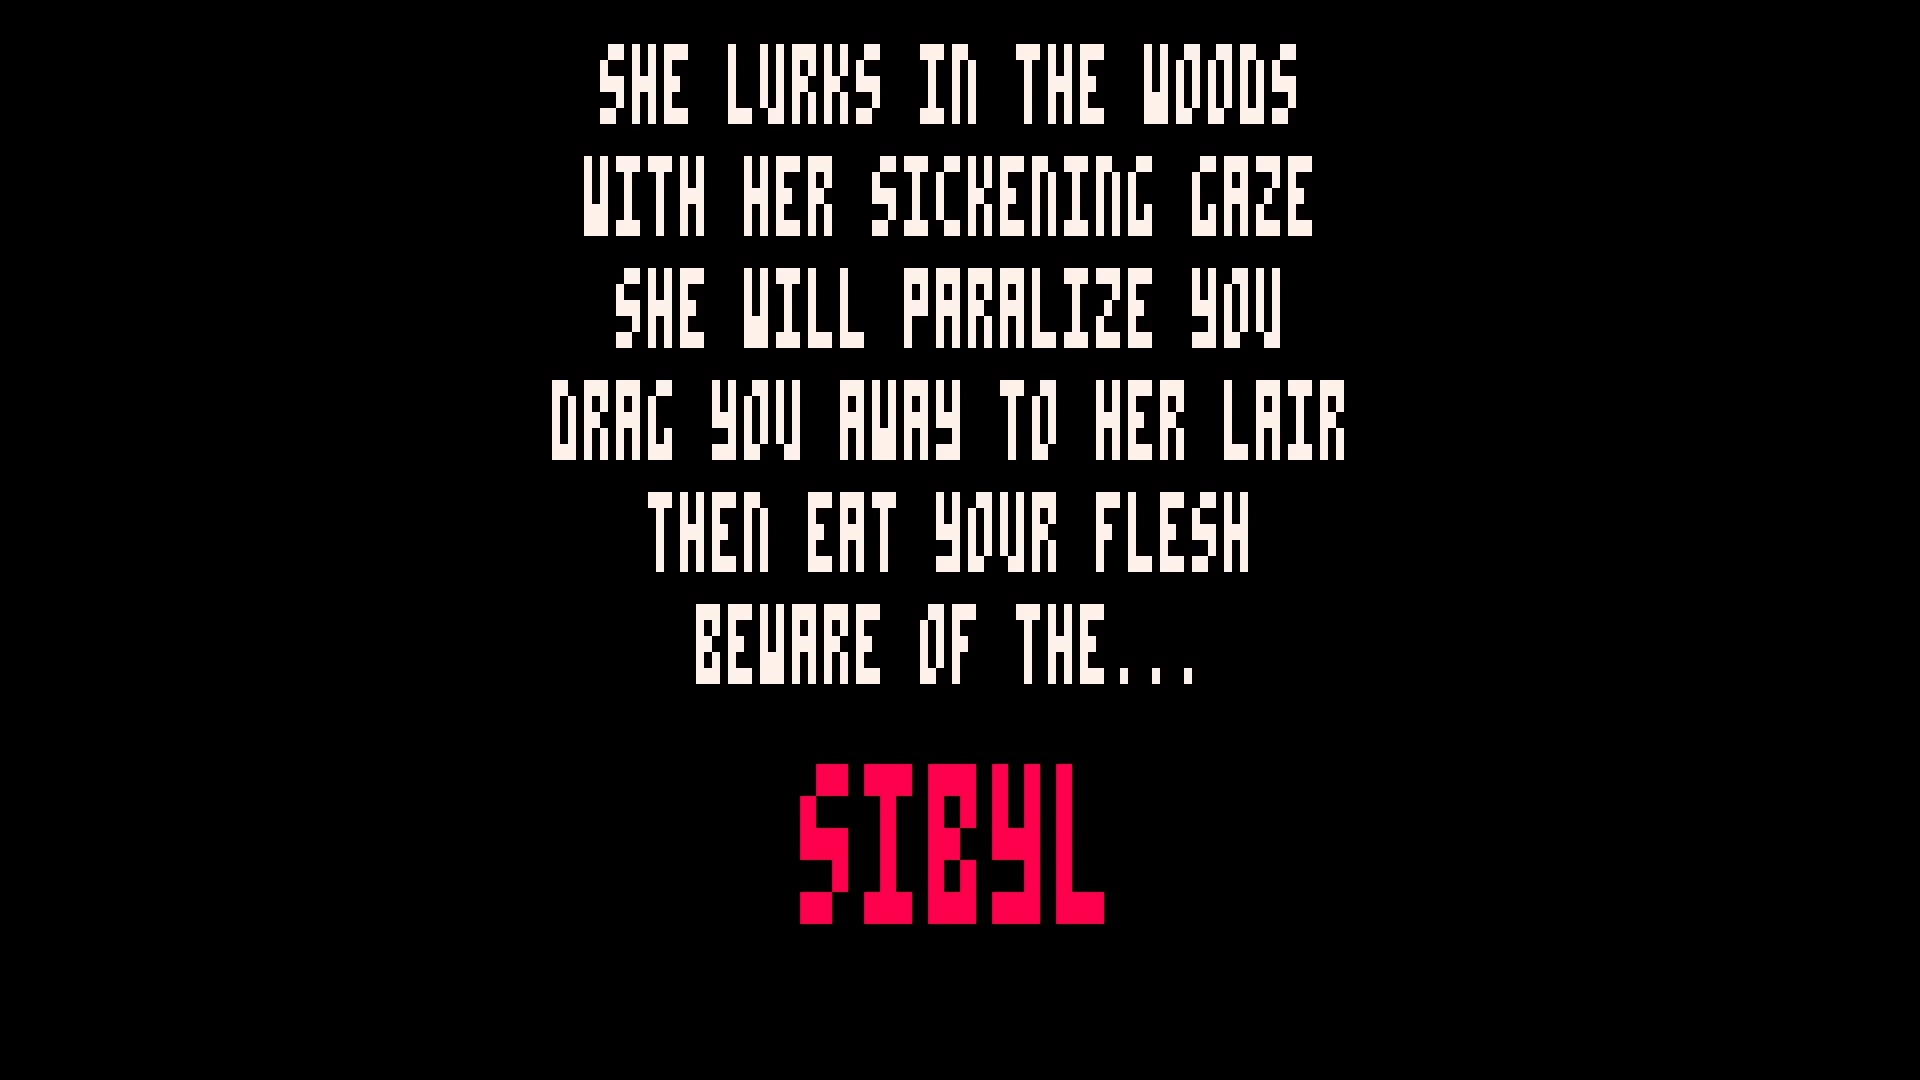 SHE LURKS IN THE WOODS
WITH HER SICKENING GAZE
SHE WILL PARALIZE YOU
DRAG YOU AWAY TO HER LAIR
THEN EAT YOUR FLESH
BEWARE OF THE...
SIBYL